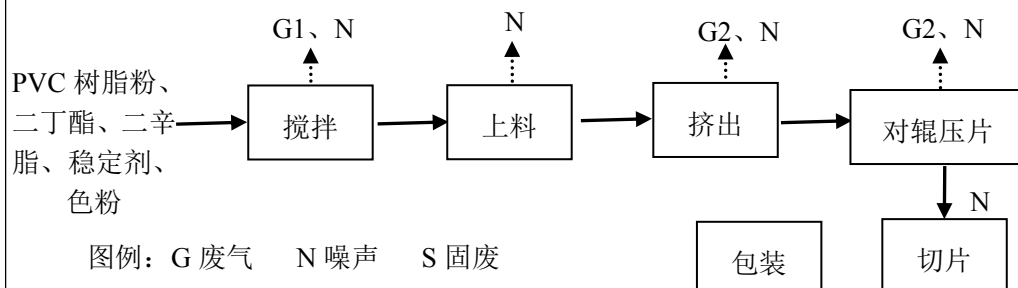 G1、N
N
G2、N
G2、N
PVC 树脂粉、
二丁酯、二辛
脂、稳定剂、
色粉
搅拌
上料
挤出
对辊压片
N
图例：G 废气 N 噪声 S 固废
包装
切片